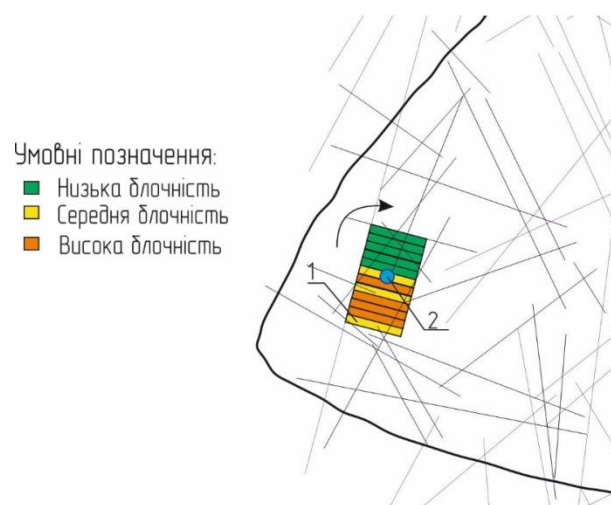 Умовні позначення:
Низька блочність
Середня блочність
Висока блочність
1
2